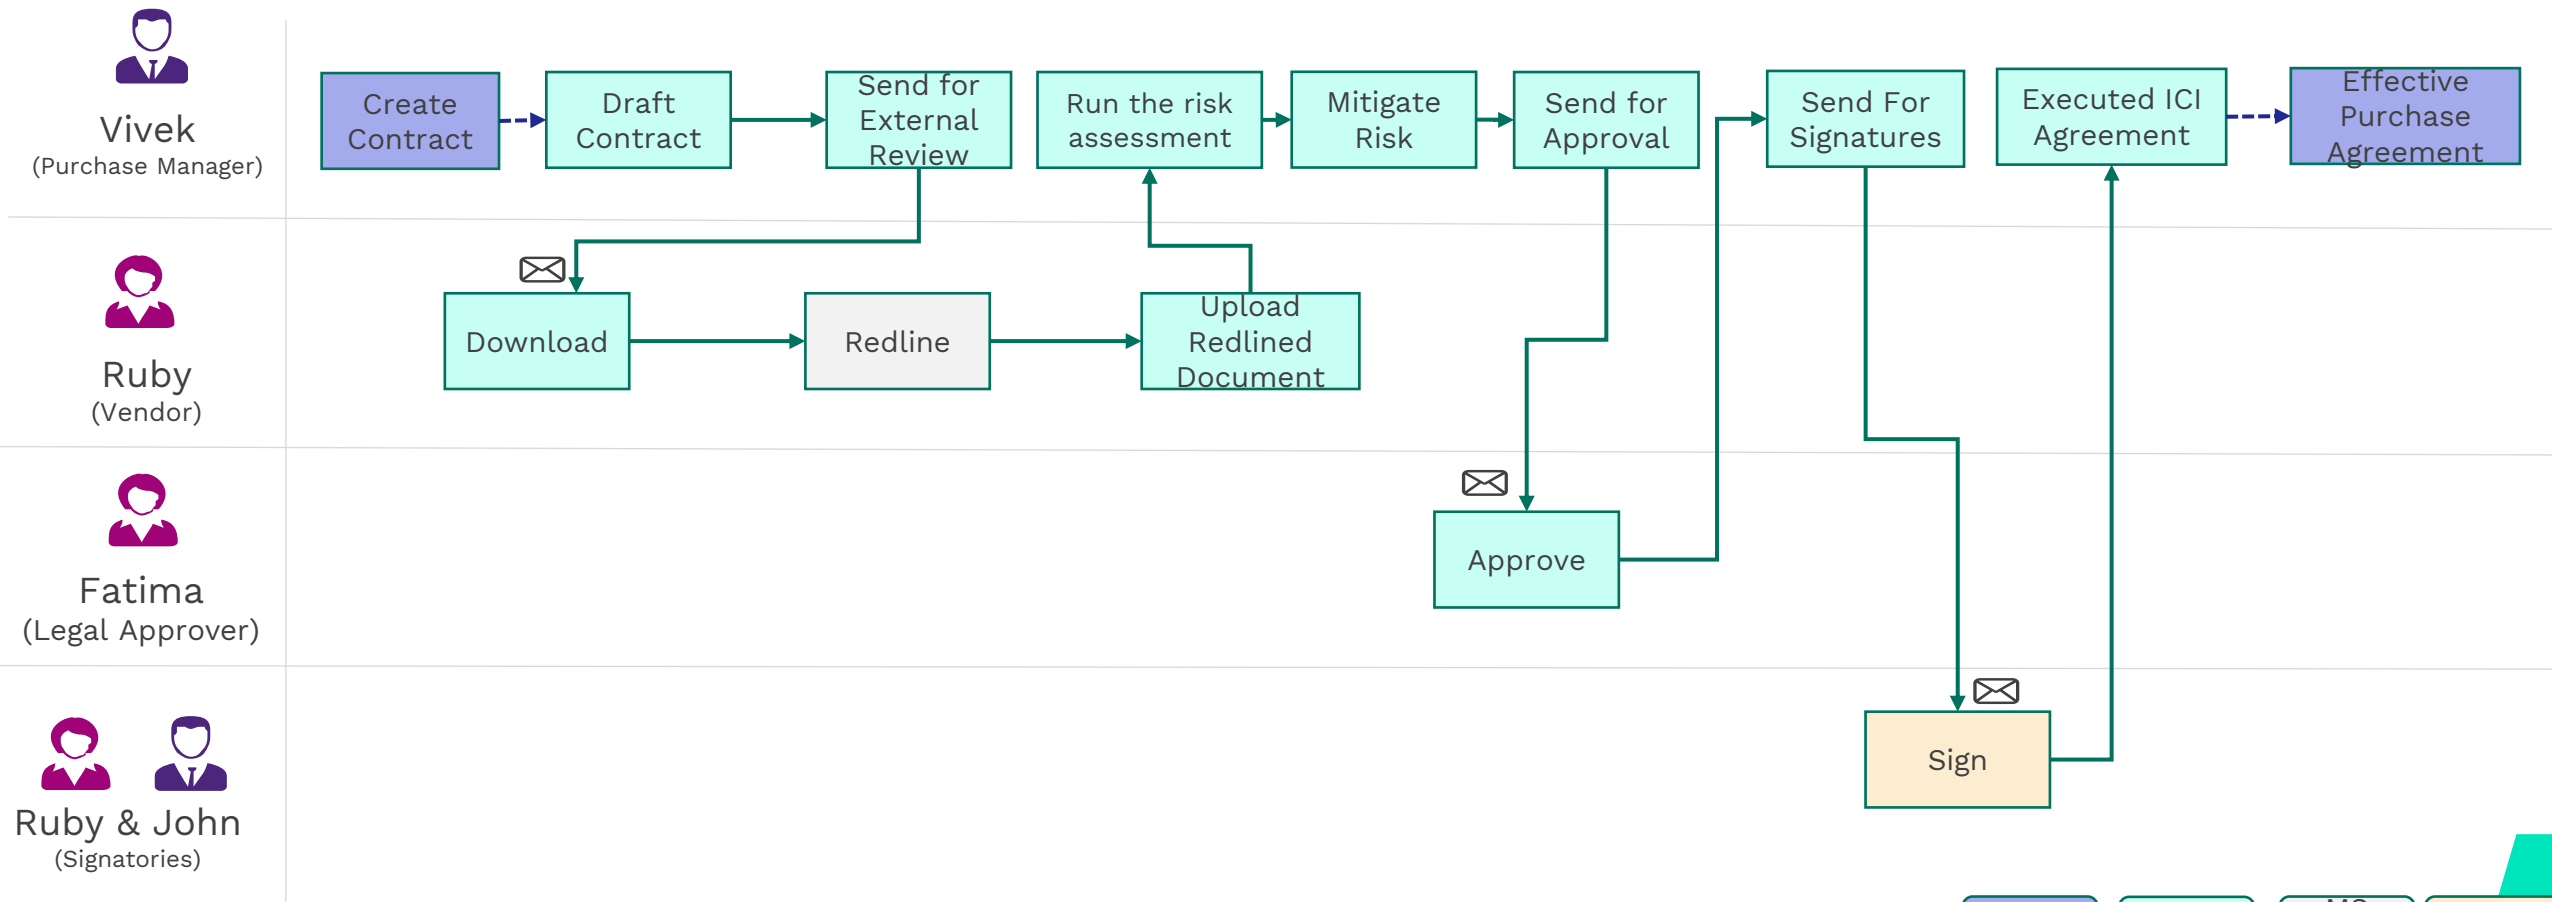 Vivek
(Purchase Manager)
Create
Contract
Draft
Contract
Send for
External
Review
Run the risk
assessment
Mitigate
Risk
Send for
Approval
Send For
Signatures
Executed ICI
Agreement
Effective
Purchase
Agreement
Ruby
(Vendor)
Download
Redline
Upload
Redlined
Document
Fatima
(Legal Approver)
Approve
Ruby & John
(Signatories)
Sign